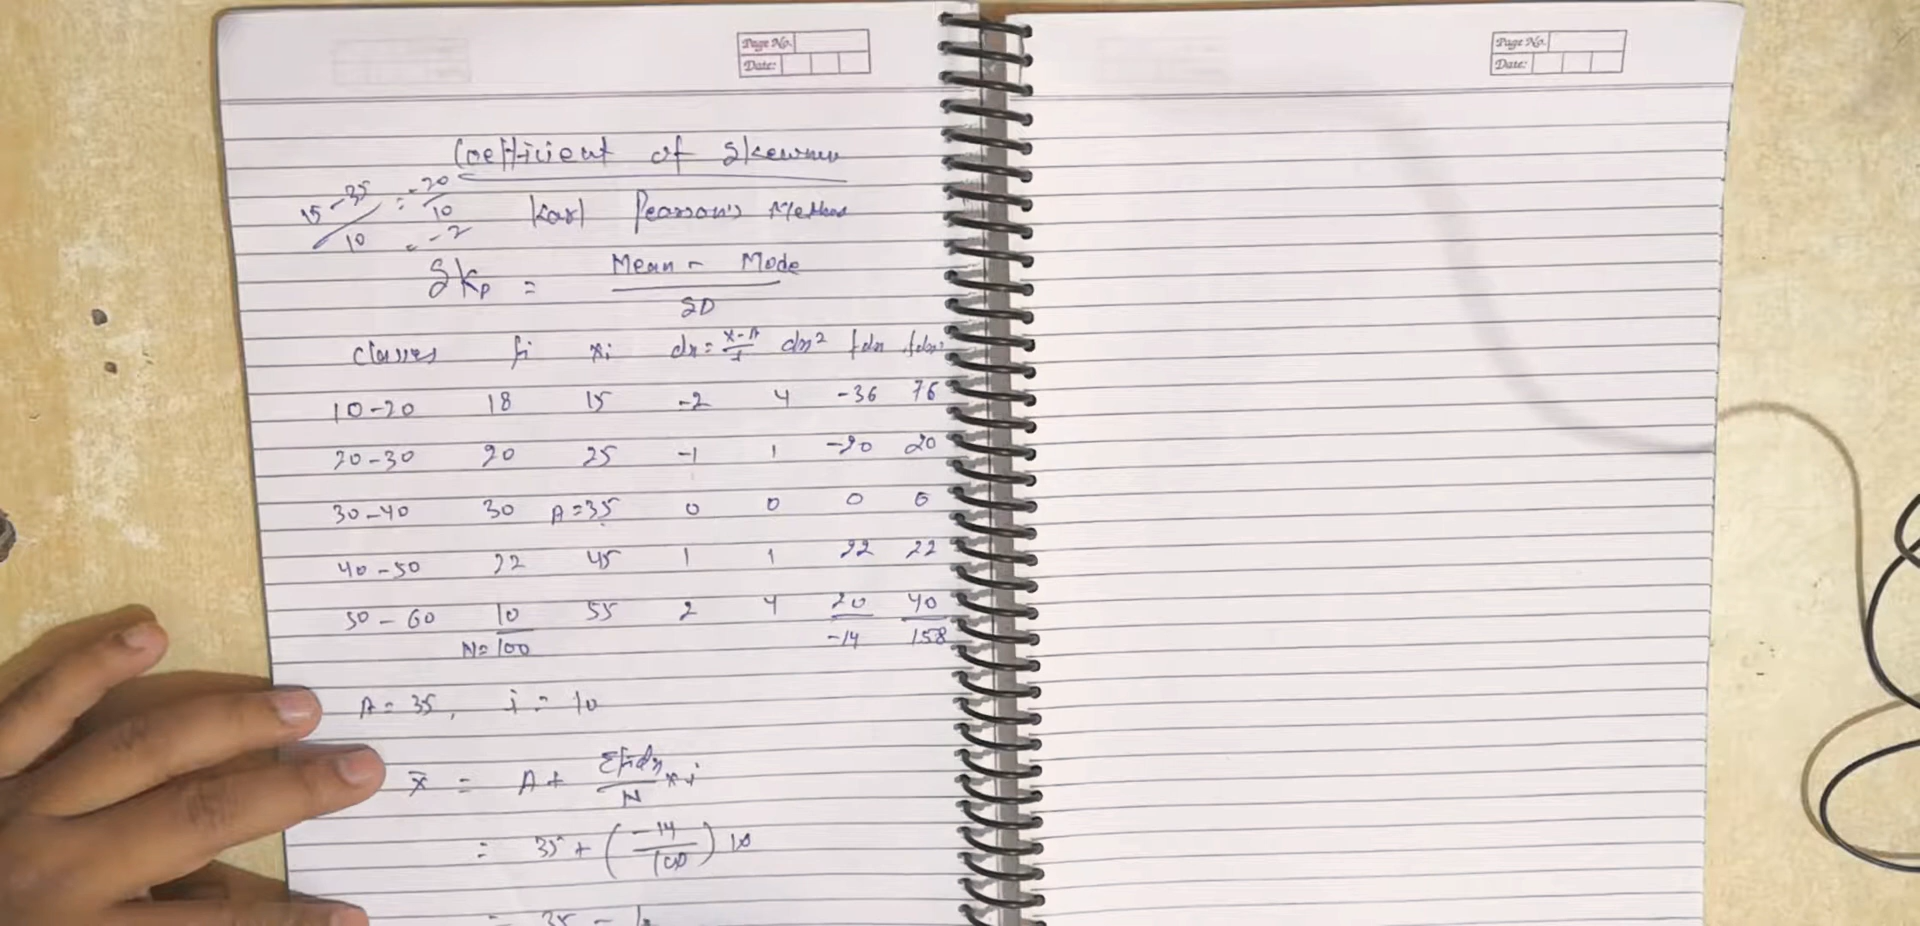 Page No.
Date:
Page No.
Date:
Coefficient of Skewness
15-35/10 = -20/10 = -2
Karl Pearson's Method
Skp = Mean - Mode / SD
Classes fi xi dx = x-A/i dx² fdx fdx²
10-20 18 15 -2 4 -36 76
20-30 20 25 -1 1 -20 20
30-40 30 A=35 0 0 0 0
40-50 22 45 1 1 22 22
50-60 10 55 2 4 20 40
N=100 -14 158
A = 35, i = 10
x̄ = A + Σfidx/N × i
= 35 + (-14/100) 10
= 35 -